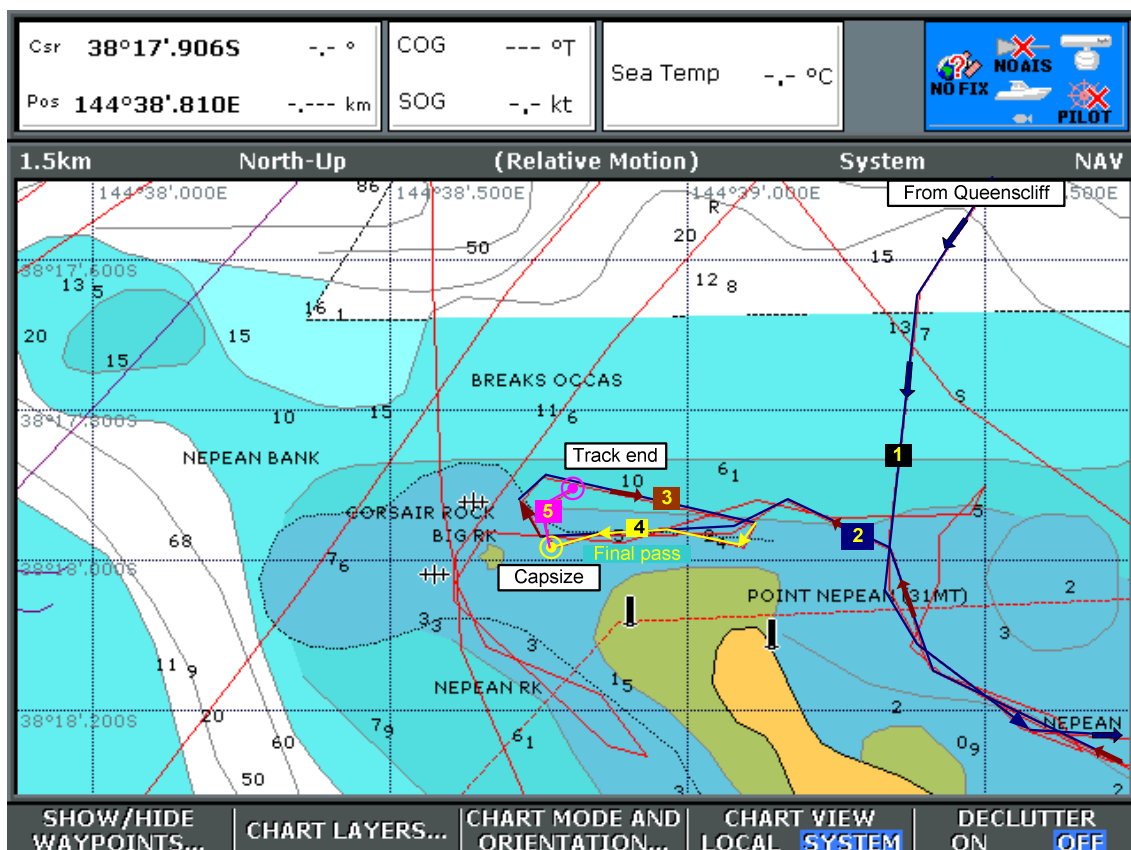 Csr 38°17'.906S -.- °
Pos 144°38'.810E -.--- km
COG --- °T
SOG -.- kt
Sea Temp -.- °C
NO FIX
NO AIS
PILOT
1.5km North-Up (Relative Motion) System NAV
144°38'.000E
86
144°38'.500E
144°39'.000E
.500E
From Queenscliff
R
20
50
15
38°17'.600S
13 5
12 8
16 1
13 7
20
15
15
BREAKS OCCAS
S
38°17'.800S
10
15
11 6
1
NEPEAN BANK
Track end
6 1
10
3
CORSAIR ROCK
5
5
4
2
68
BIG RK
5
2 4
Final pass
38°18'.000S
7 6
Capsize
POINT NEPEAN (31MT)
2
3 3
3
3
11 9
NEPEAN RK
1 5
2
38°18'.200S
20
7 9
6 1
NEPEAN
60
0 9
50
3
2
SHOW/HIDE
WAYPOINTS...
CHART LAYERS...
CHART MODE AND
ORIENTATION...
CHART VIEW
LOCAL SYSTEM
DECLUTTER
ON OFF